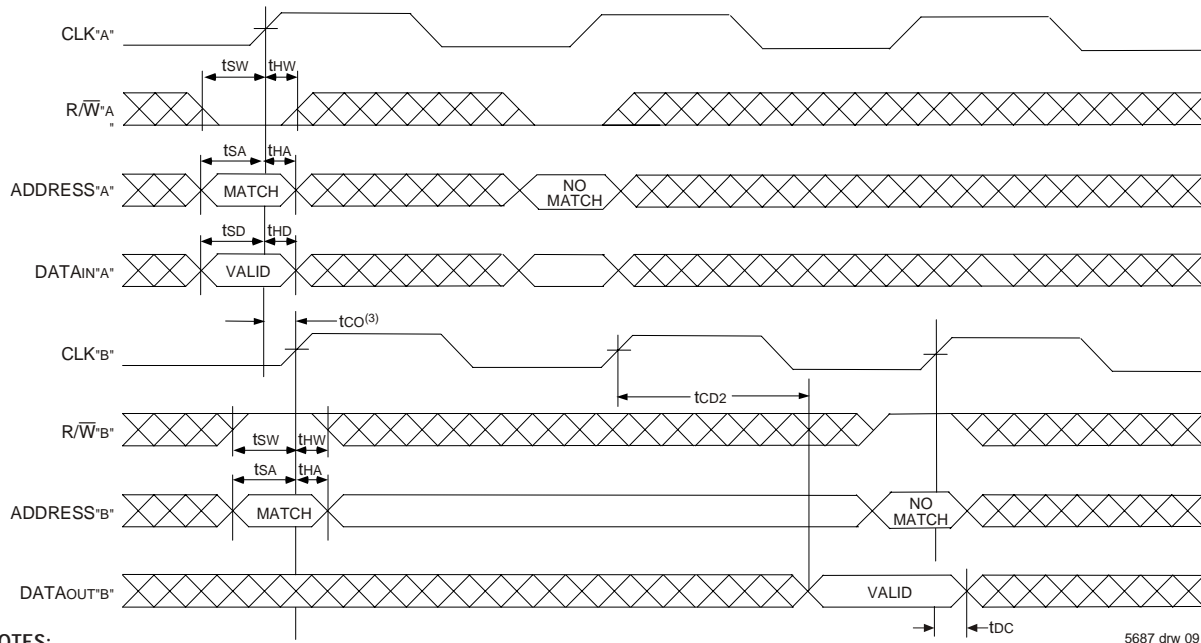 CLK"A"
tSW tHW
R/W"A
"
tSA tHA
ADDRESS"A" MATCH NO MATCH
tSD tHD
DATAIN"A" VALID
tCO(3)
CLK"B"
tCD2
R/W"B"
tSW tHW
tSA tHA
ADDRESS"B" MATCH NO MATCH
DATAOUT"B" VALID
tDC
OTES:
5687 drw 09